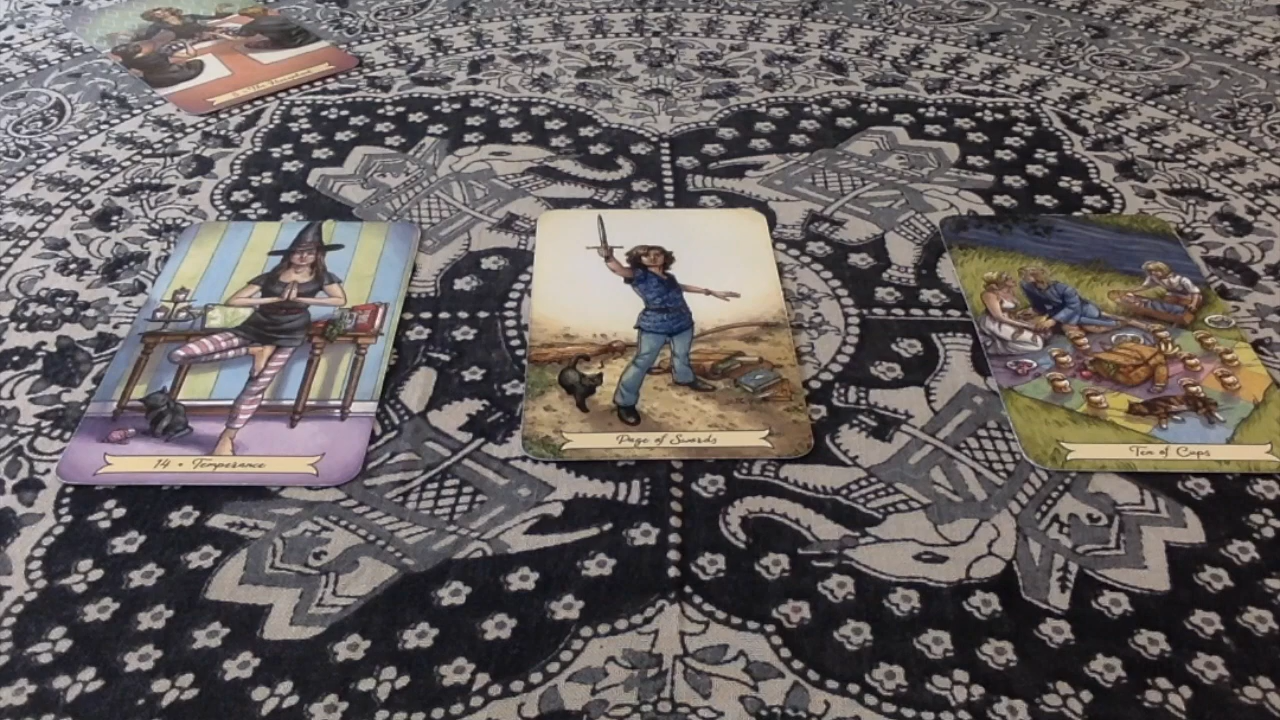 14 • Temperance
Page of Swords
Ten of Cups